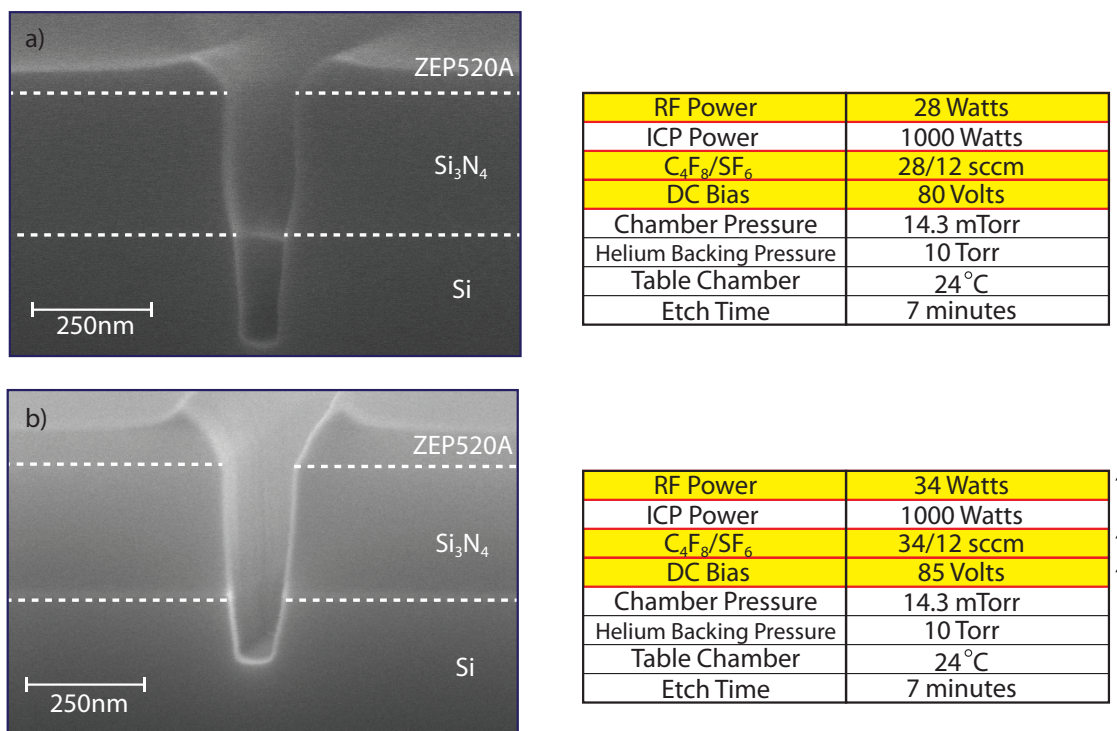 a)
ZEP520A
Si₃N₄
Si
250nm
RF Power 28 Watts
ICP Power 1000 Watts
C₄F₈/SF₆ 28/12 sccm
DC Bias 80 Volts
Chamber Pressure 14.3 mTorr
Helium Backing Pressure 10 Torr
Table Chamber 24°C
Etch Time 7 minutes
b)
ZEP520A
Si₃N₄
Si
250nm
RF Power 34 Watts
ICP Power 1000 Watts
C₄F₈/SF₆ 34/12 sccm
DC Bias 85 Volts
Chamber Pressure 14.3 mTorr
Helium Backing Pressure 10 Torr
Table Chamber 24°C
Etch Time 7 minutes